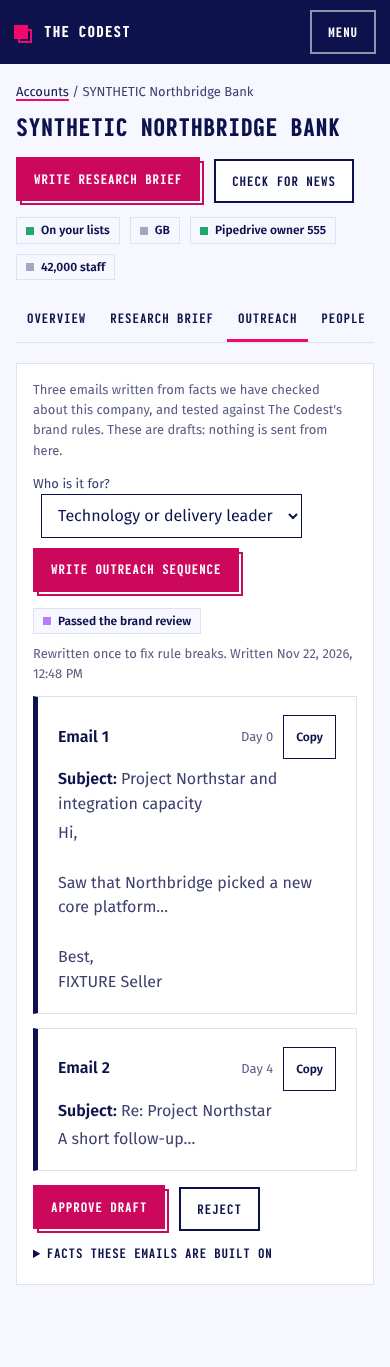 THE CODEST
MENU
Accounts / SYNTHETIC Northbridge Bank
SYNTHETIC NORTHBRIDGE BANK
WRITE RESEARCH BRIEF
CHECK FOR NEWS
On your lists
GB
Pipedrive owner 555
42,000 staff
OVERVIEW
RESEARCH BRIEF
OUTREACH
PEOPLE
Three emails written from facts we have checked
about this company, and tested against The Codest's
brand rules. These are drafts: nothing is sent from
here.
Who is it for?
Technology or delivery leader
WRITE OUTREACH SEQUENCE
Passed the brand review
Rewritten once to fix rule breaks. Written Nov 22, 2026,
12:48 PM
Email 1
Day 0
Copy
Subject: Project Northstar and
integration capacity
Hi,
Saw that Northbridge picked a new
core platform...
Best,
FIXTURE Seller
Email 2
Day 4
Copy
Subject: Re: Project Northstar
A short follow-up...
APPROVE DRAFT
REJECT
FACTS THESE EMAILS ARE BUILT ON